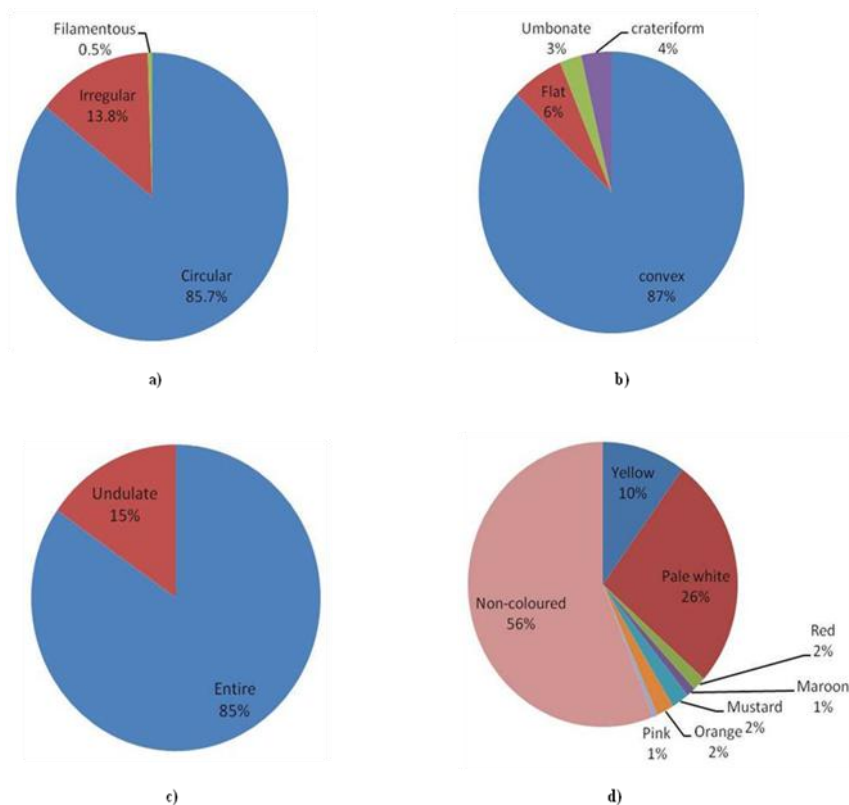 Filamentous
0.5%
Irregular
13.8%
Circular
85.7%
a)
Umbonate
3%
crateriform
4%
Flat
6%
convex
87%
b)
Undulate
15%
Entire
85%
c)
Yellow
10%
Pale white
26%
Non-coloured
56%
Red
2%
Maroon
1%
Mustard
2%
Orange
2%
Pink
1%
d)